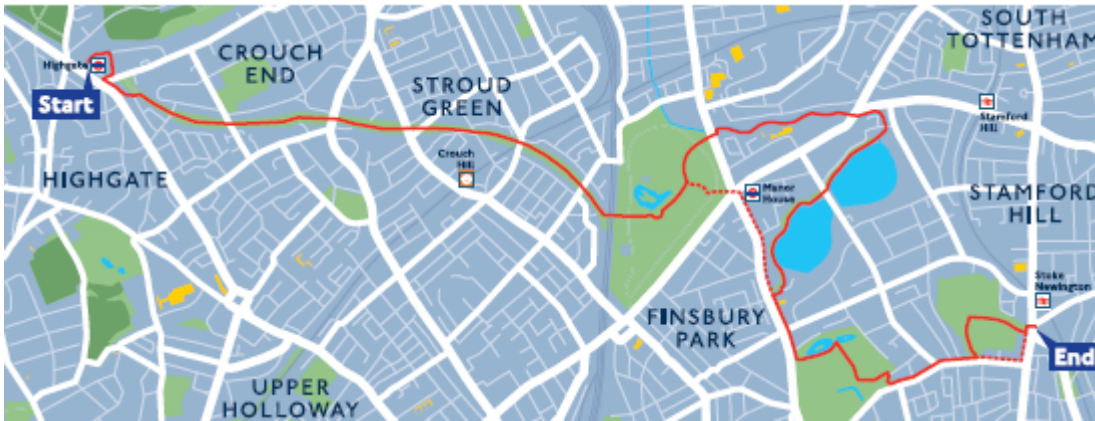 SOUTH
TOTTENHAM
CROUCH
END
Highgate
STROUD
GREEN
Start
Stamford
Hill
Crouch
Hill
HIGHGATE
Manor
House
STAMFORD
HILL
Stoke
Newington
FINSBURY
PARK
End
UPPER
HOLLOWAY